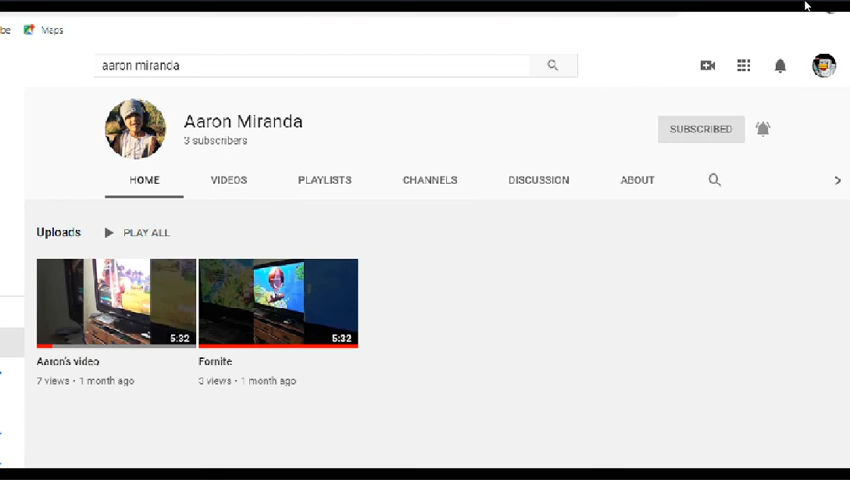 be Maps
aaron miranda
Aaron Miranda
3 subscribers
SUBSCRIBED
HOME VIDEOS PLAYLISTS CHANNELS DISCUSSION ABOUT
Uploads PLAY ALL
5:32 5:32
Aaron's video Fornite
7 views • 1 month ago 3 views • 1 month ago